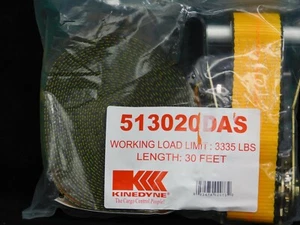 513020DAS
WORKING LOAD LIMIT : 3335 LBS
LENGTH: 30 FEET
KINEDYNE
The Cargo Control People